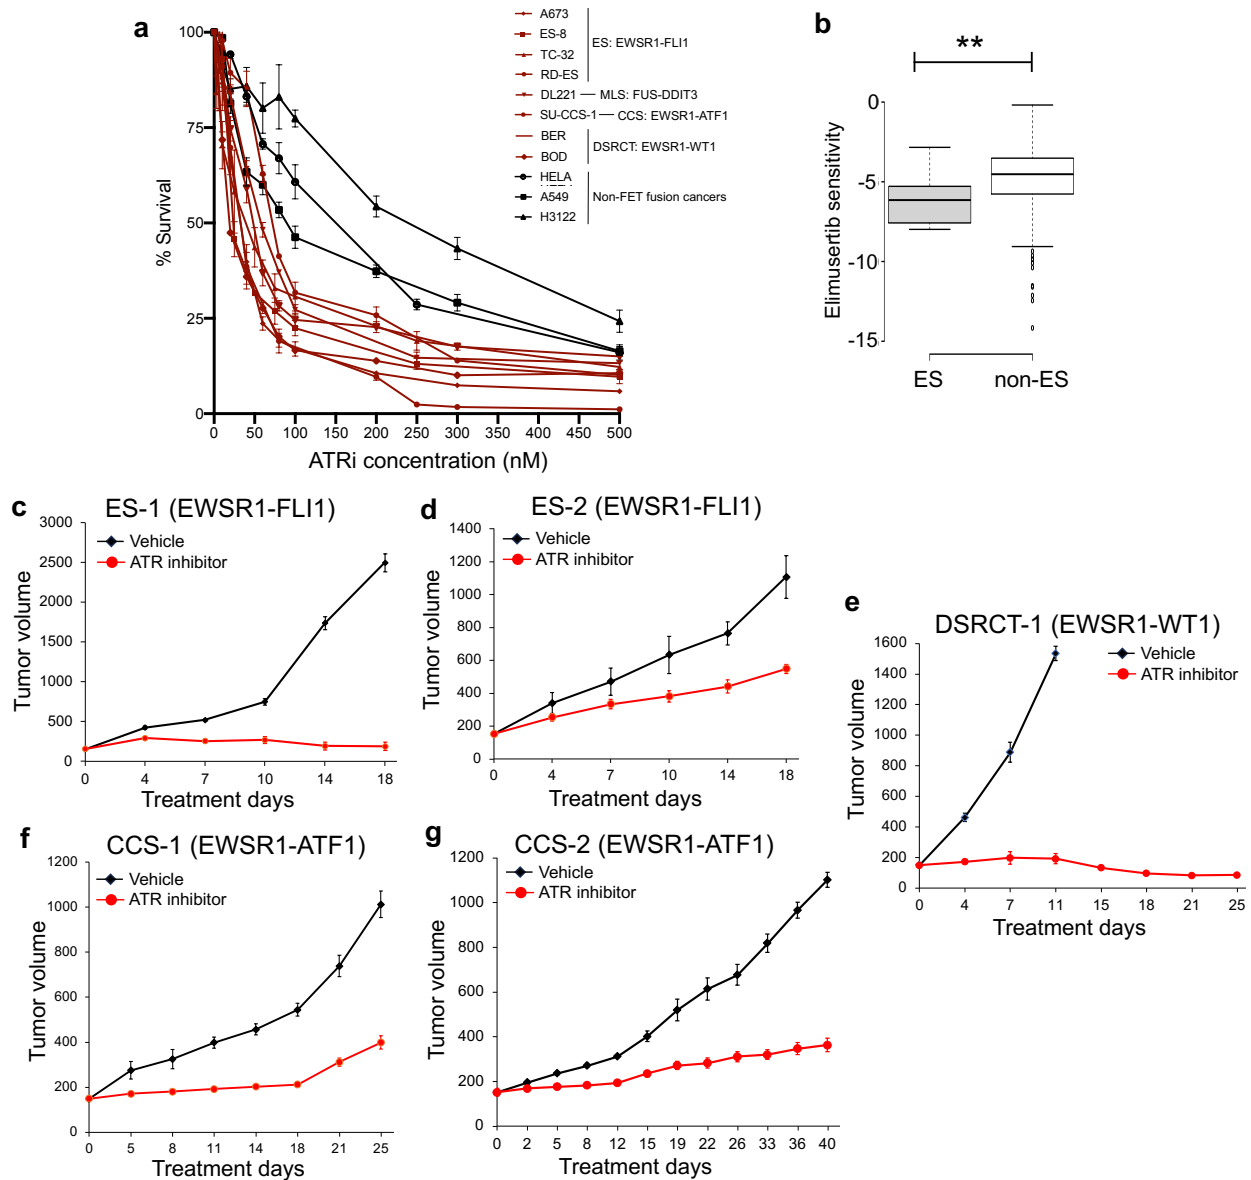 a
100
75
50
25
0
% Survival
0 50 100 150 200 250 300 350 400 450 500
ATRi concentration (nM)
A673
ES-8
TC-32
RD-ES
ES: EWSR1-FLI1
DL221 MLS: FUS-DDIT3
SU-CCS-1 CCS: EWSR1-ATF1
BER
BOD
DSRCT: EWSR1-WT1
HELA
A549
H3122
Non-FET fusion cancers
b
**
0
-5
-10
-15
Elimusertib sensitivity
ES non-ES
c
ES-1 (EWSR1-FLI1)
Vehicle
ATR inhibitor
3000
2500
2000
1500
1000
500
0
Tumor volume
0 4 7 10 14 18
Treatment days
d
ES-2 (EWSR1-FLI1)
Vehicle
ATR inhibitor
1400
1200
1000
800
600
400
200
0
Tumor volume
0 4 7 10 14 18
Treatment days
e
DSRCT-1 (EWSR1-WT1)
Vehicle
ATR inhibitor
1600
1400
1200
1000
800
600
400
200
0
Tumor volume
0 4 7 11 15 18 21 25
Treatment days
f
CCS-1 (EWSR1-ATF1)
Vehicle
ATR inhibitor
1200
1000
800
600
400
200
0
Tumor volume
0 5 8 11 14 18 21 25
Treatment days
g
CCS-2 (EWSR1-ATF1)
Vehicle
ATR inhibitor
1200
1000
800
600
400
200
0
Tumor volume
0 2 5 8 12 15 19 22 26 33 36 40
Treatment days